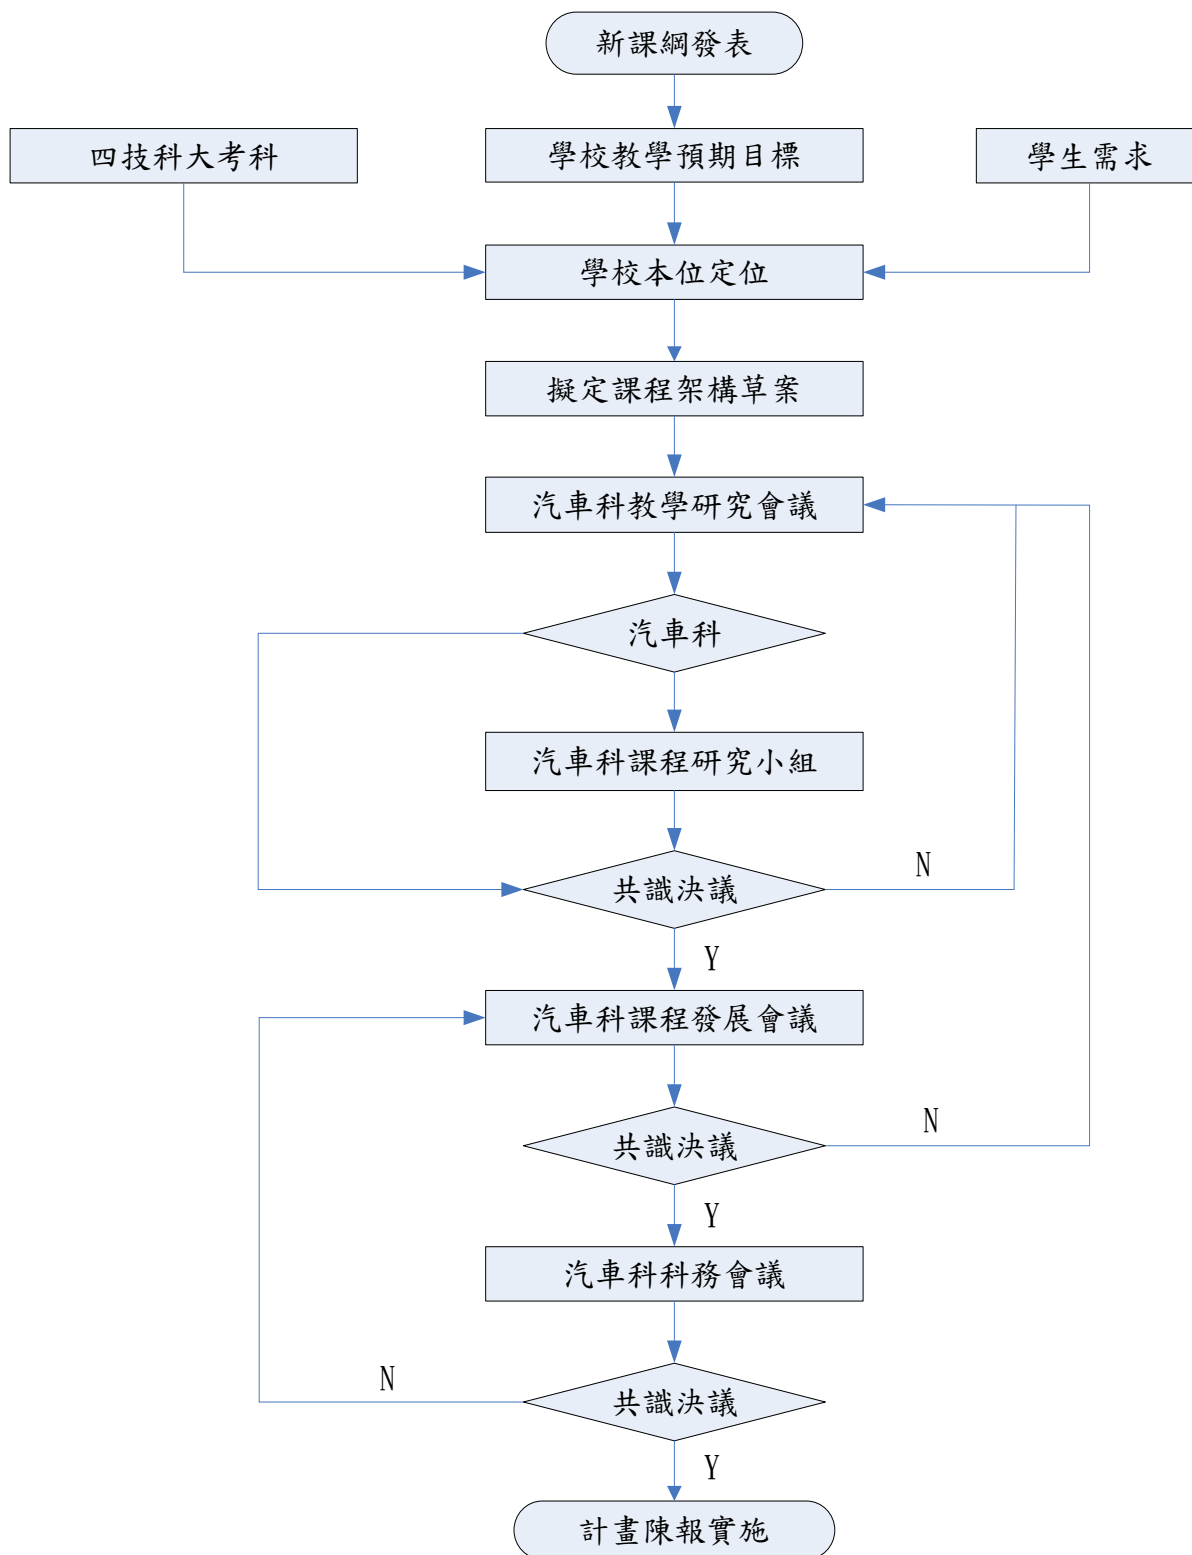 新課綱發表
四技科大考科
學校教學預期目標
學生需求
學校本位定位
擬定課程架構草案
汽車科教學研究會議
汽車科
汽車科課程研究小組
共識決議
N
Y
汽車科課程發展會議
共識決議
N
Y
汽車科科務會議
N
共識決議
Y
計畫陳報實施